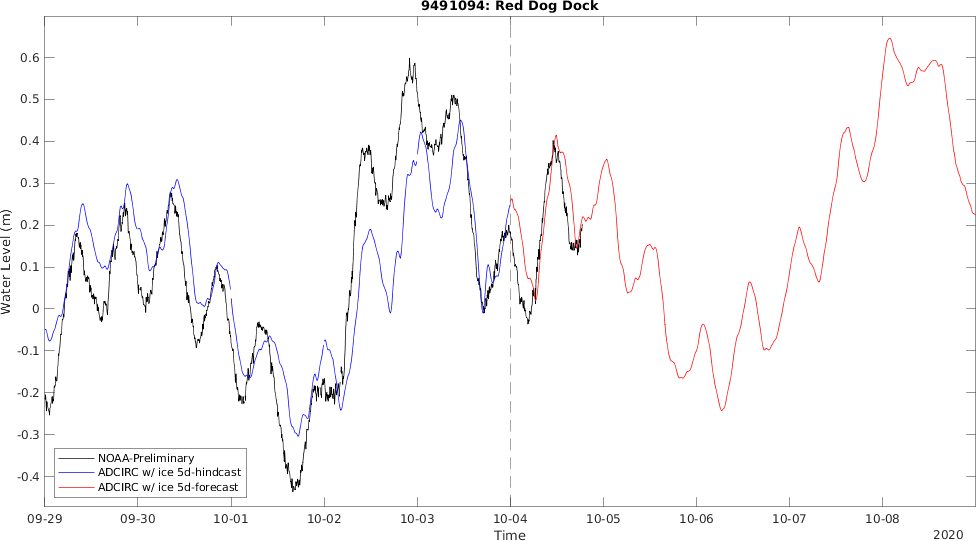 9491094: Red Dog Dock
Water Level (m)
0.6
0.5
0.4
0.3
0.2
0.1
0
-0.1
-0.2
-0.3
-0.4
NOAA-Preliminary
ADCIRC w/ ice 5d-hindcast
ADCIRC w/ ice 5d-forecast
09-29 09-30 10-01 10-02 10-03 10-04 10-05 10-06 10-07 10-08
Time
2020